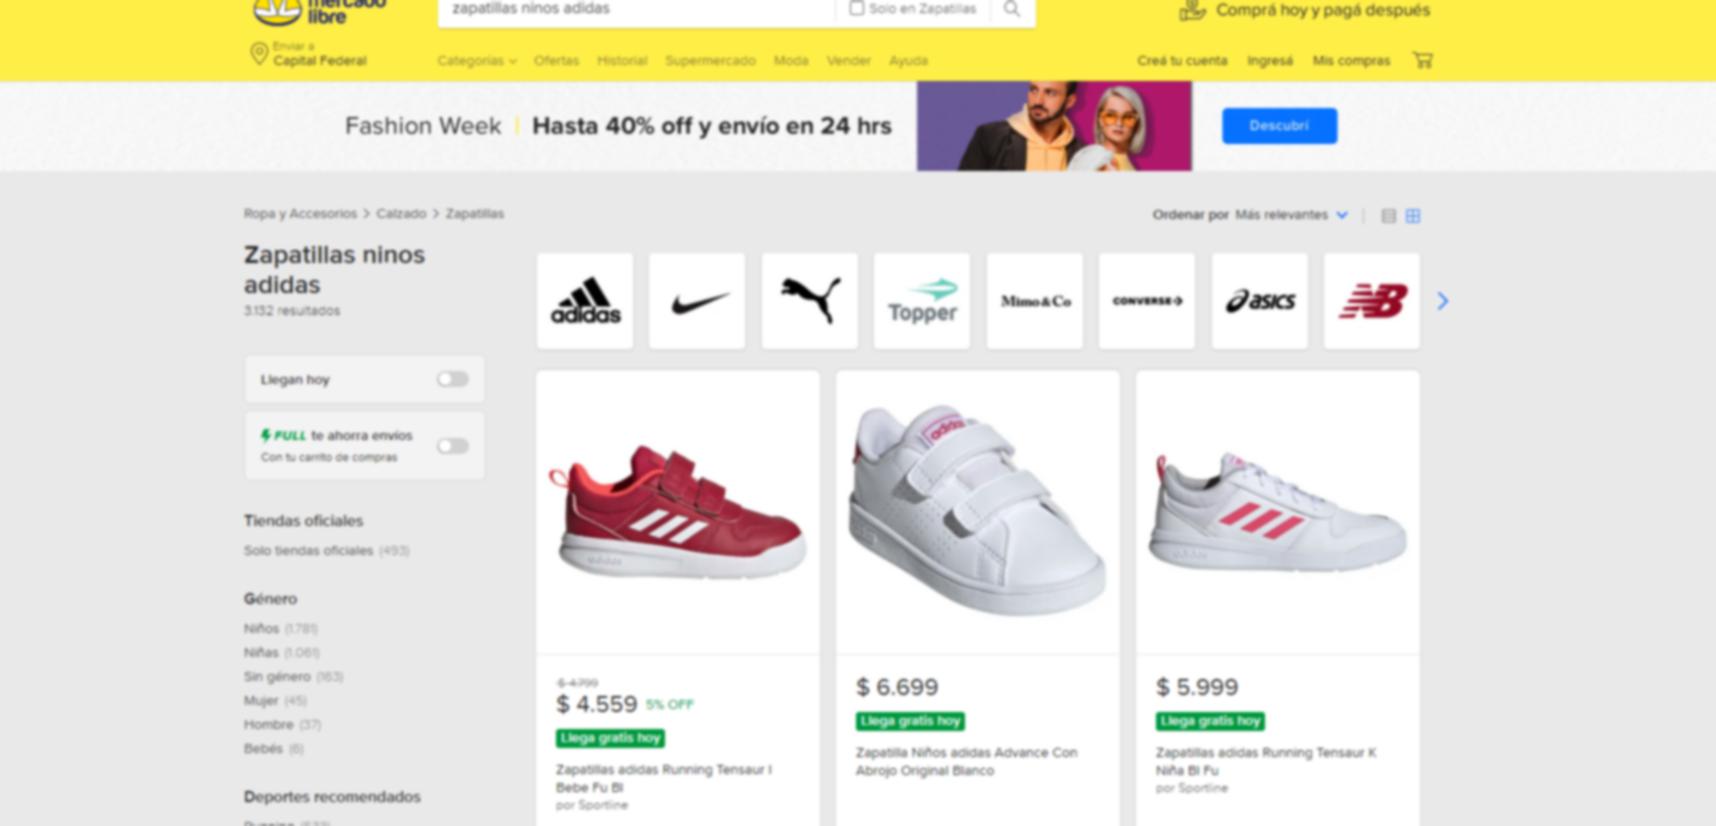 mercado
libre
zapatillas ninos adidas
Solo en Zapatillas
Comprá hoy y pagá después
Enviar a
Capital Federal
Categorías
Ofertas
Historial
Supermercado
Moda
Vender
Ayuda
Creá tu cuenta
Ingresá
Mis compras
Fashion Week | Hasta 40% off y envío en 24 hrs
Descubrí
Ropa y Accesorios > Calzado > Zapatillas
Ordenar por Más relevantes
Zapatillas ninos
adidas
3.132 resultados
adidas
Topper
Mimo&Co
CONVERSE
asics
NB
Llegan hoy
FULL te ahorra envíos
Con tu carrito de compras
Tiendas oficiales
Solo tiendas oficiales (493)
Género
Niños (1.781)
Niñas (1.061)
Sin género (163)
Mujer (45)
Hombre (37)
Bebés (6)
Deportes recomendados
adidas
$ 4.799
$ 4.559 5% OFF
Llega gratis hoy
Zapatillas adidas Running Tensaur I
Bebe Fu Bl
por Sportline
adidas
$ 6.699
Llega gratis hoy
Zapatilla Niños adidas Advance Con
Abrojo Original Blanco
adidas
$ 5.999
Llega gratis hoy
Zapatillas adidas Running Tensaur K
Niña Bl Fu
por Sportline